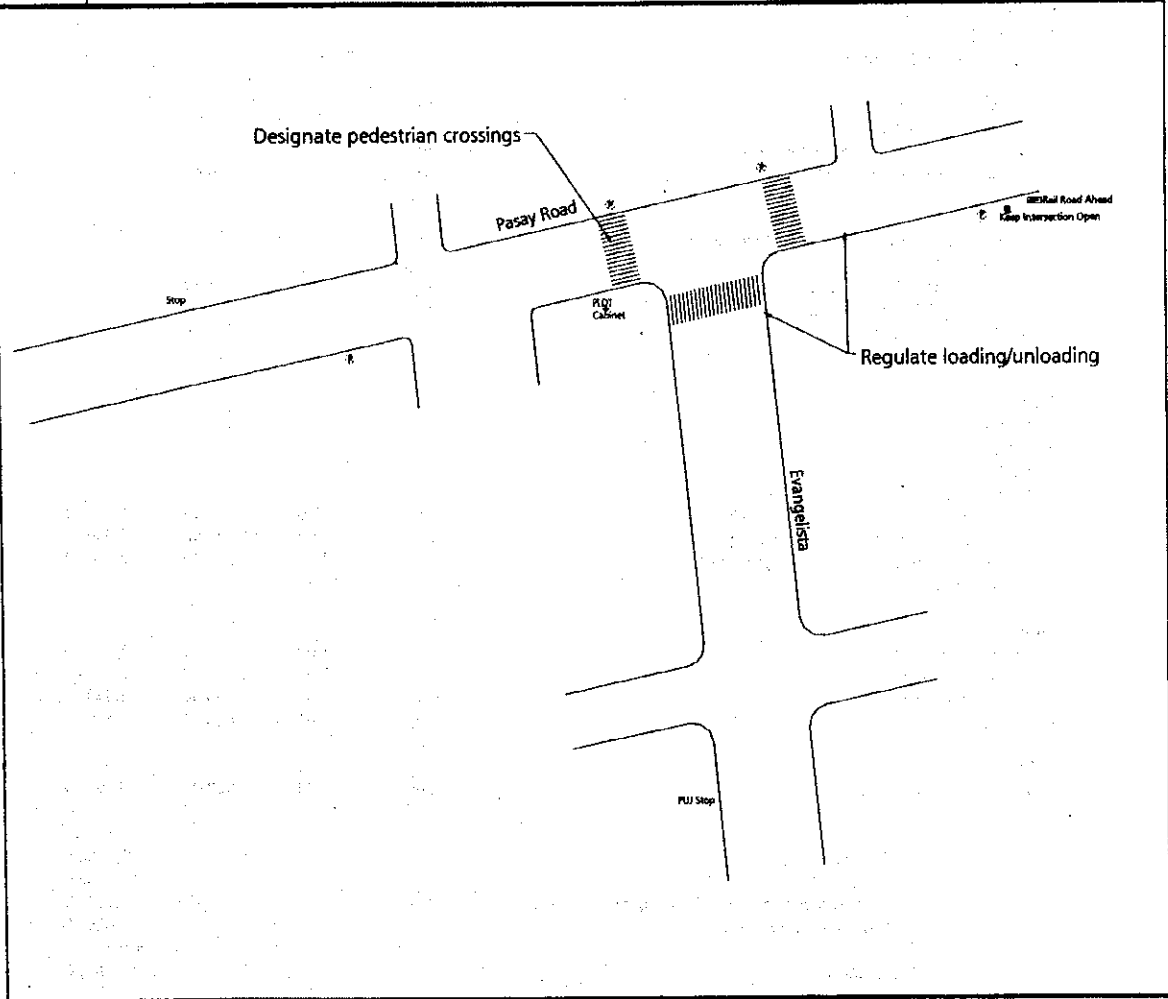 Designate pedestrian crossings
Pasay Road
Rail Road Ahead
Keep Intersection Open
Stop
PLDT
Cabinet
Regulate loading/unloading
Evangelista
PUJ Stop